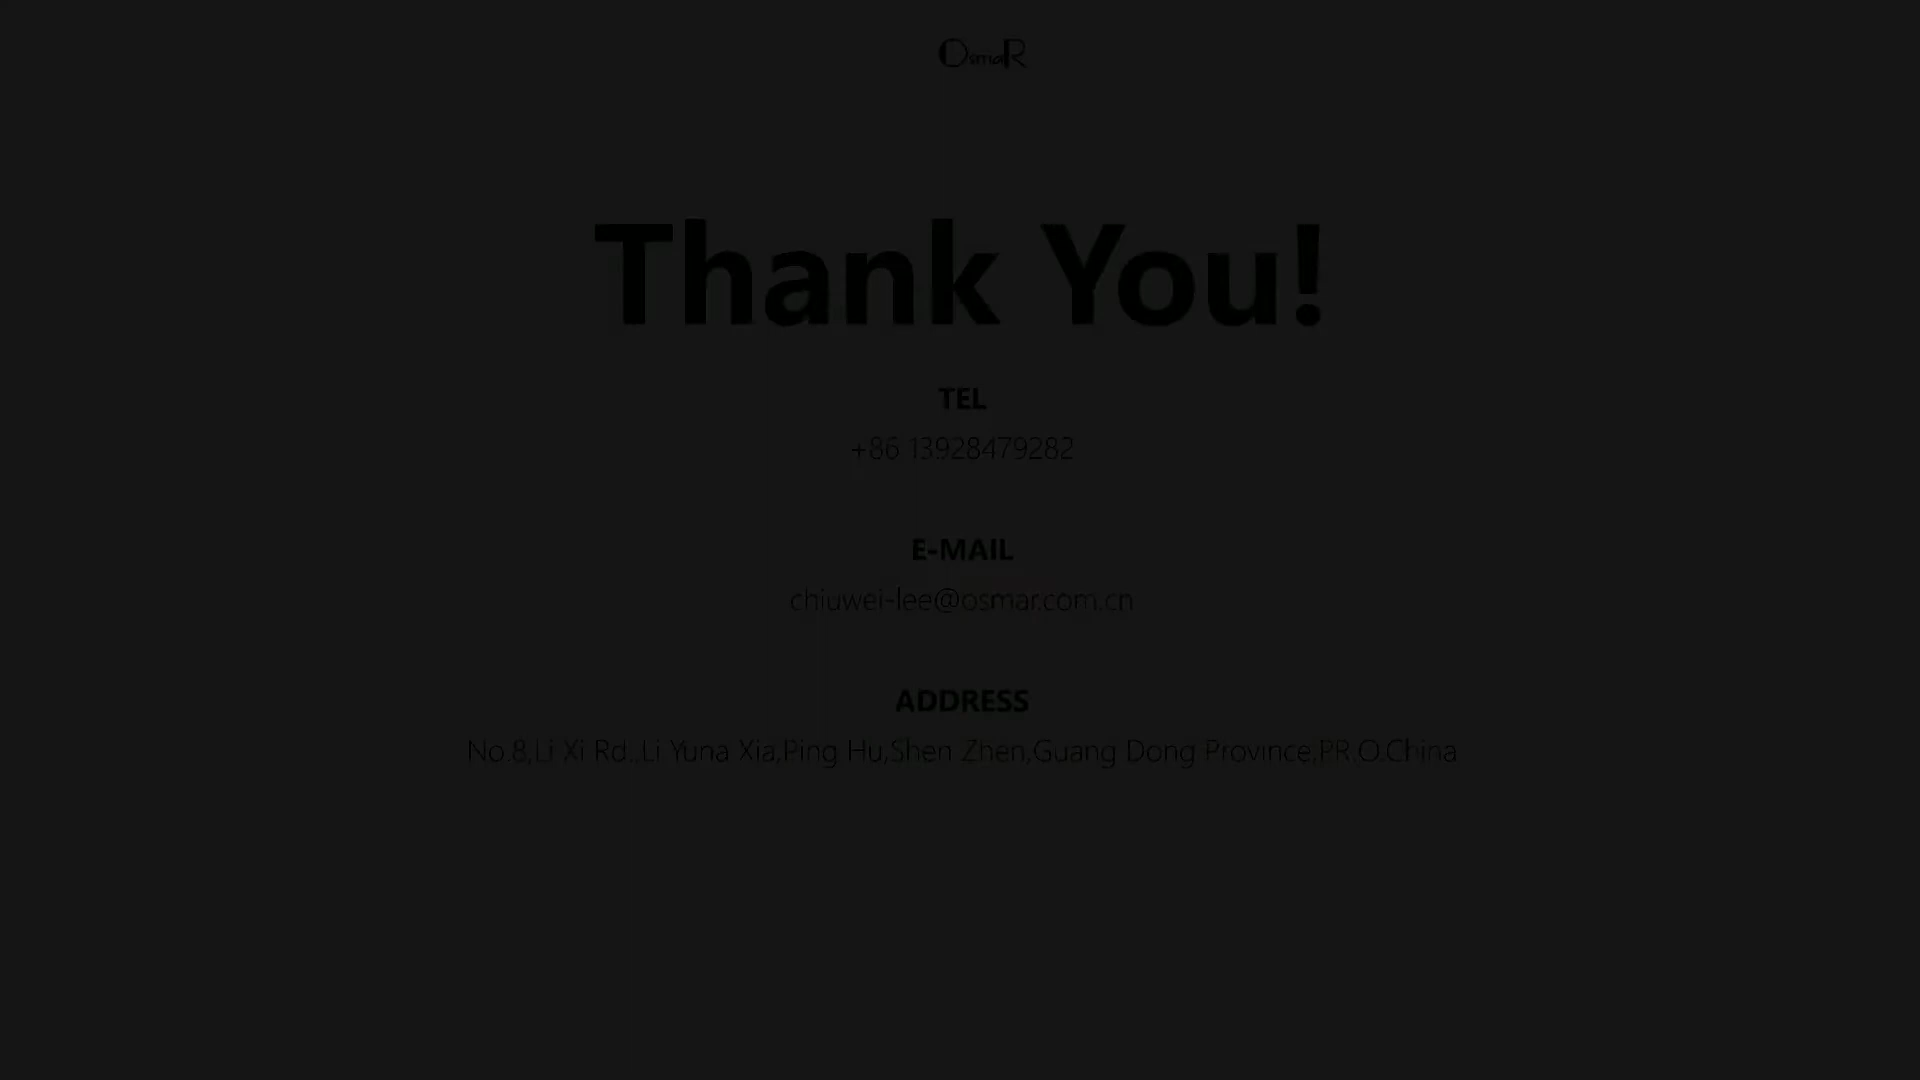 OsmaR
Thank You!
TEL
+86 13928479282
E-MAIL
chiuwei-lee@osmar.com.cn
ADDRESS
No.8,Li Xi Rd.,Li Yuna Xia,Ping Hu,Shen Zhen,Guang Dong Province,P.R.O.China